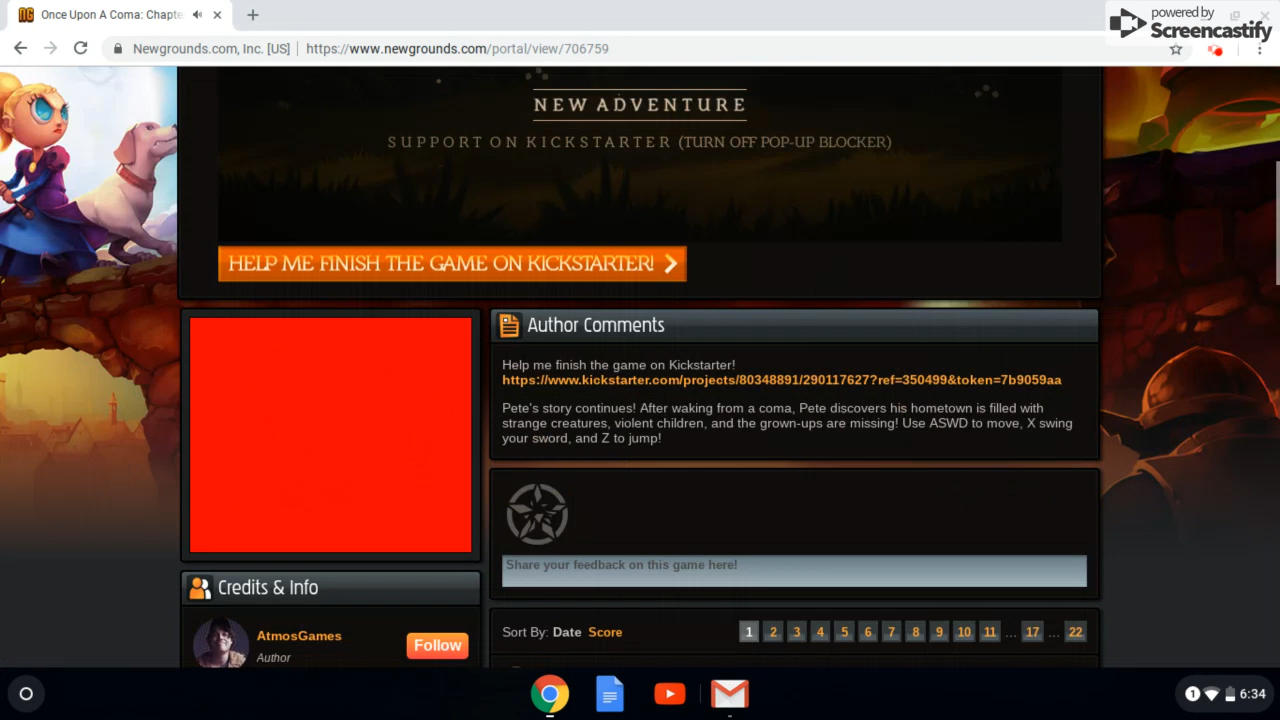 Once Upon A Coma: Chapte
powered by
Screencastify
Newgrounds.com, Inc. [US] https://www.newgrounds.com/portal/view/706759
NEW ADVENTURE
SUPPORT ON KICKSTARTER (TURN OFF POP-UP BLOCKER)
HELP ME FINISH THE GAME ON KICKSTARTER!
Author Comments
Help me finish the game on Kickstarter!
https://www.kickstarter.com/projects/80348891/290117627?ref=350499&token=7b9059aa
Pete's story continues! After waking from a coma, Pete discovers his hometown is filled with
strange creatures, violent children, and the grown-ups are missing! Use ASWD to move, X swing
your sword, and Z to jump!
Share your feedback on this game here!
Credits & Info
AtmosGames
Author
Follow
Sort By: Date Score 1 2 3 4 5 6 7 8 9 10 11 ... 17 ... 22
1 6:34